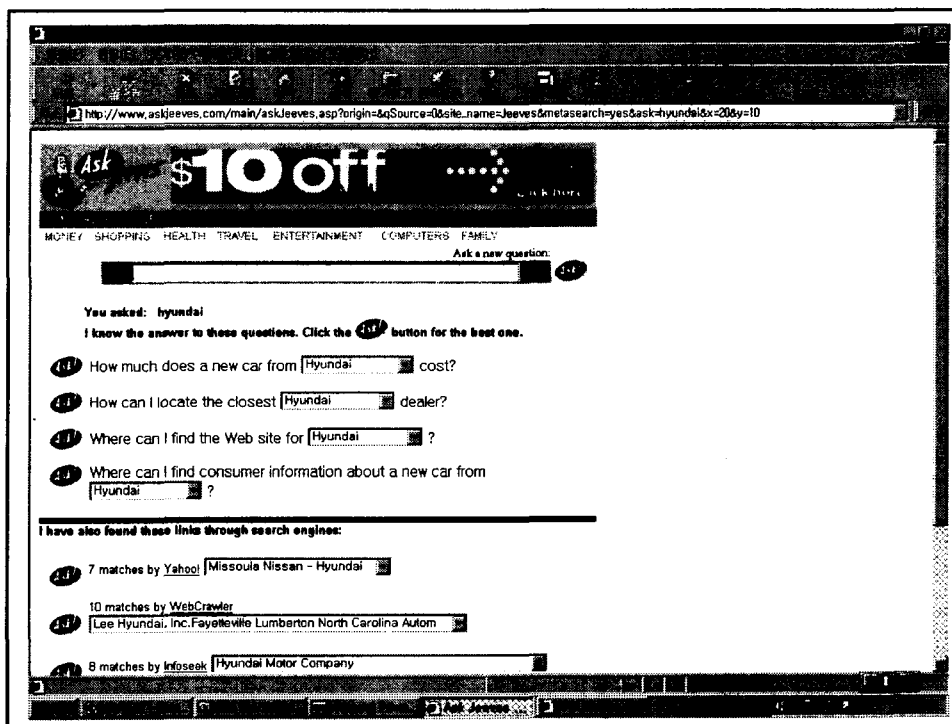 http://www.askjeeves.com/main/askJeeves.asp?origin=&qSource=0&site_name=Jeeves&metasearch=yes&ask=hyundai&x=20&y=10
Ask
$10 off
click here
MONEY SHOPPING HEALTH TRAVEL ENTERTAINMENT COMPUTERS FAMILY
Ask a new question:
You asked: hyundai
I know the answer to these questions. Click the Ask! button for the best one.
How much does a new car from Hyundai cost?
How can I locate the closest Hyundai dealer?
Where can I find the Web site for Hyundai ?
Where can I find consumer information about a new car from
Hyundai ?
I have also found these links through search engines:
7 matches by Yahoo! Missoula Nissan - Hyundai
10 matches by WebCrawler
Lee Hyundai, Inc.Fayetteville Lumberton North Carolina Autom
8 matches by Infoseek Hyundai Motor Company
Ask Jeeves